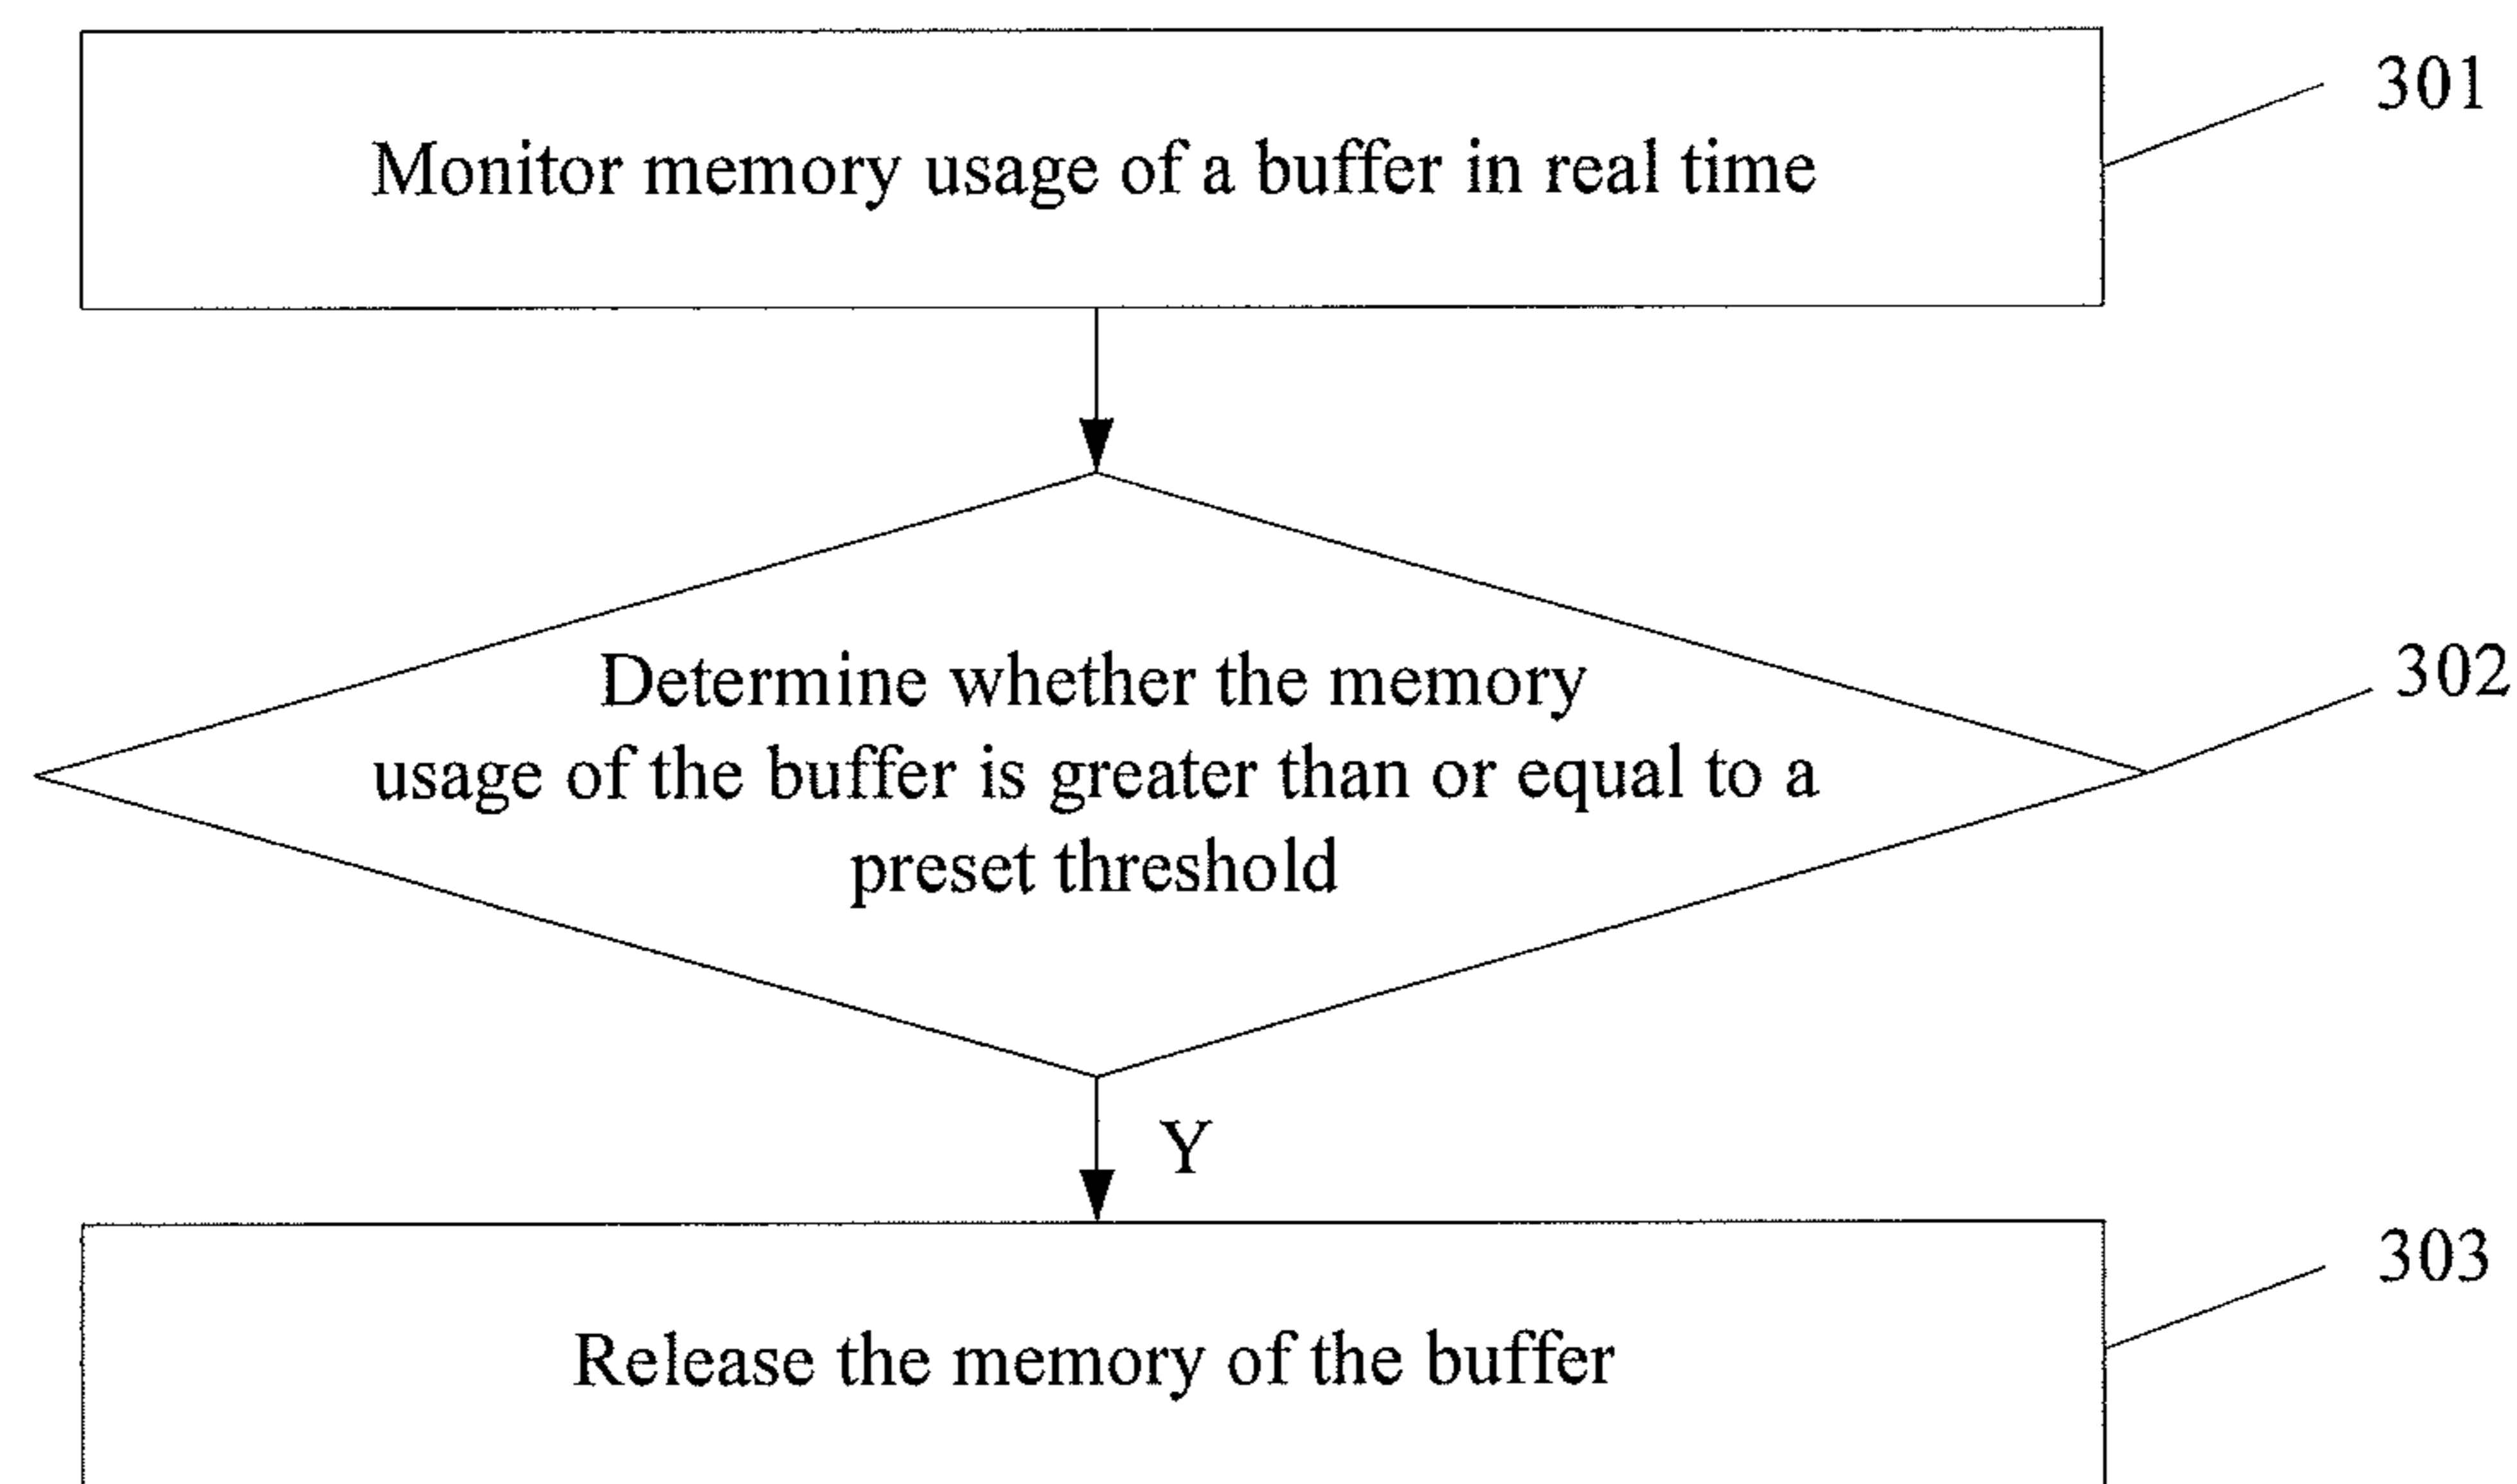 301
Monitor memory usage of a buffer in real time
302
Determine whether the memory
usage of the buffer is greater than or equal to a
preset threshold
Y
303
Release the memory of the buffer